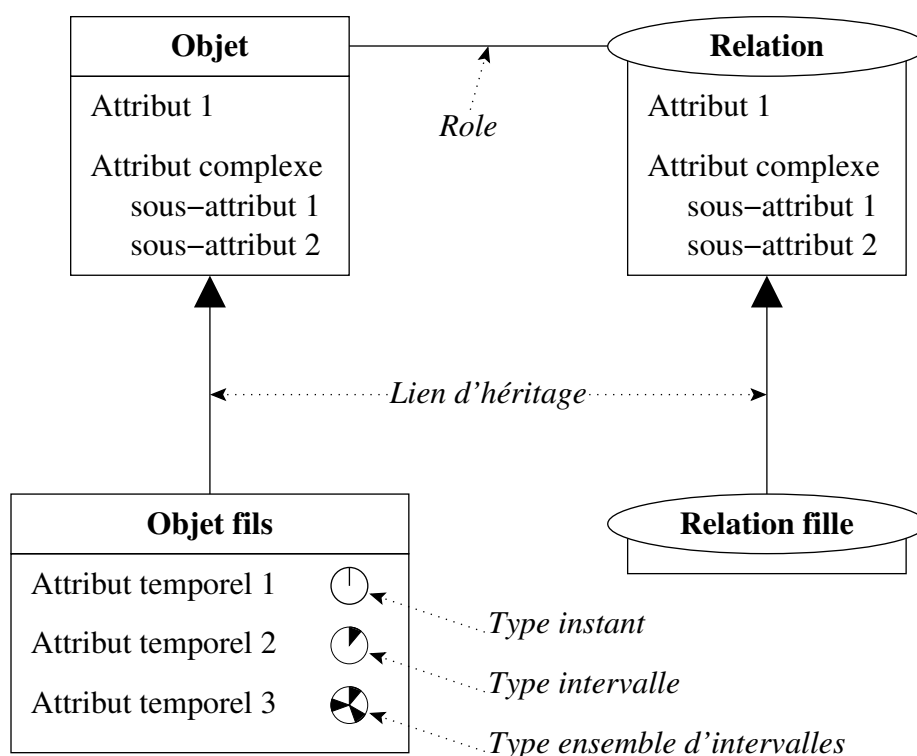 Objet
Relation
Attribut 1
Attribut complexe
sous−attribut 1
sous−attribut 2
Role
Attribut 1
Attribut complexe
sous−attribut 1
sous−attribut 2
Lien d'héritage
Objet fils
Relation fille
Attribut temporel 1
Attribut temporel 2
Attribut temporel 3
Type instant
Type intervalle
Type ensemble d'intervalles